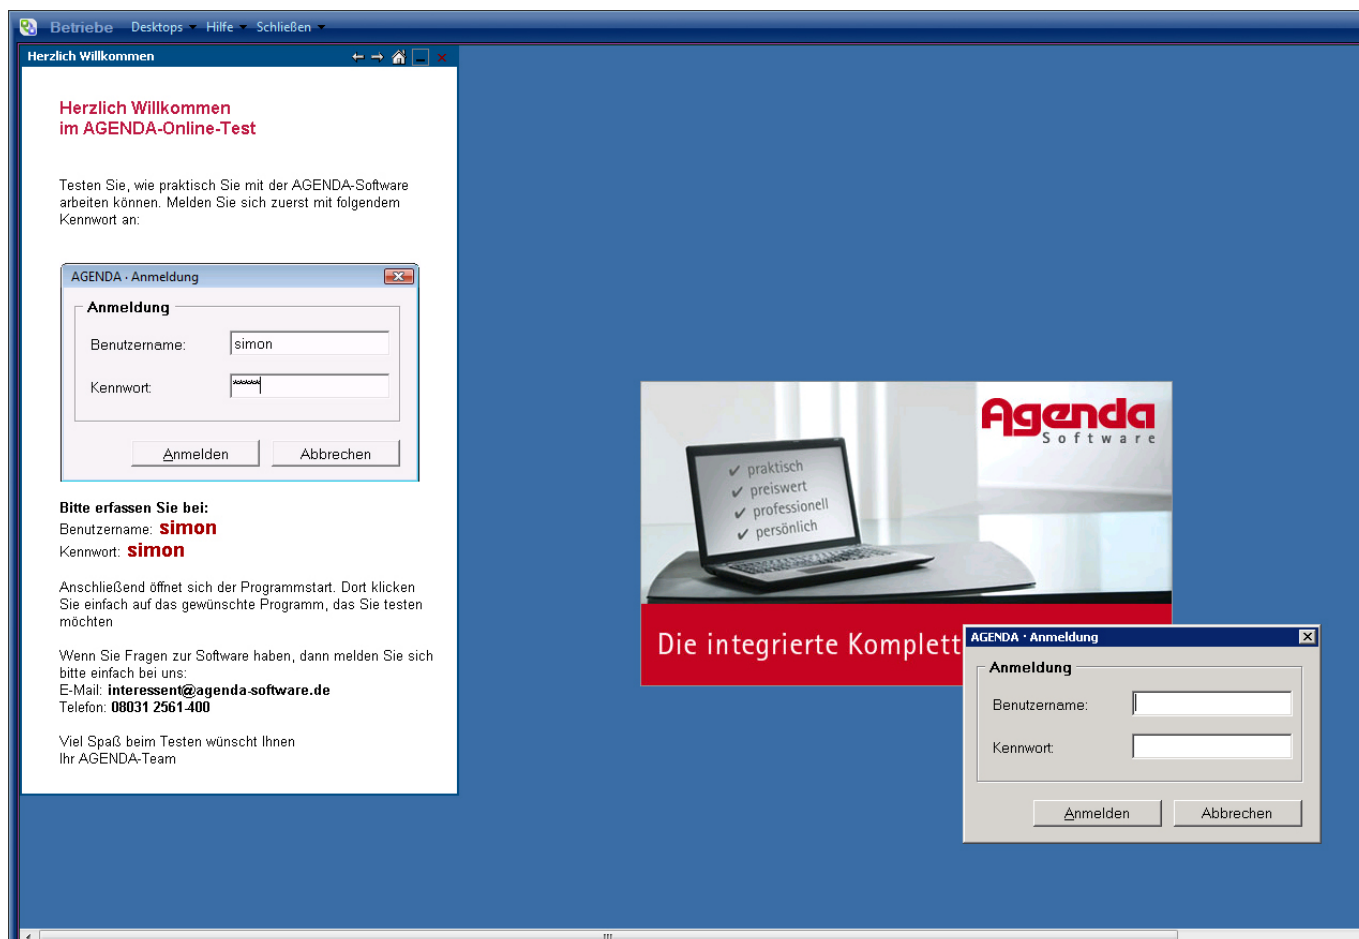 Betriebe Desktops Hilfe Schließen
Herzlich Willkommen
Herzlich Willkommen
im AGENDA-Online-Test
Testen Sie, wie praktisch Sie mit der AGENDA-Software
arbeiten können. Melden Sie sich zuerst mit folgendem
Kennwort an:
AGENDA · Anmeldung
Anmeldung
Benutzername: simon
Kennwort: *****
Anmelden Abbrechen
Bitte erfassen Sie bei:
Benutzername: simon
Kennwort: simon
Anschließend öffnet sich der Programmstart. Dort klicken
Sie einfach auf das gewünschte Programm, das Sie testen
möchten
Wenn Sie Fragen zur Software haben, dann melden Sie sich
bitte einfach bei uns:
E-Mail: interessent@agenda-software.de
Telefon: 08031 2561-400
Viel Spaß beim Testen wünscht Ihnen
Ihr AGENDA-Team
Agenda
Software
✔ praktisch
✔ preiswert
✔ professionell
✔ persönlich
Die integrierte Komplett
AGENDA · Anmeldung
Anmeldung
Benutzername:
Kennwort:
Anmelden Abbrechen